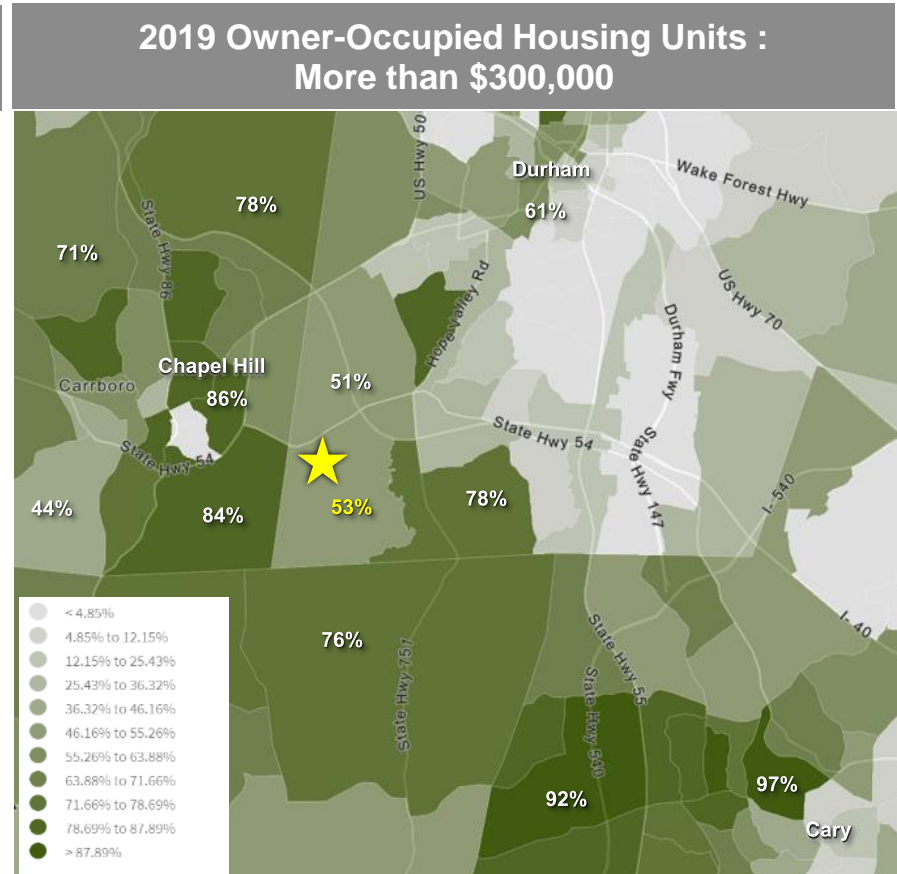 2019 Owner-Occupied Housing Units :
More than $300,000
US Hwy 50
Durham
Wake Forest Hwy
78%
61%
State Hwy 86
71%
Hope Valley Rd
US Hwy 70
Durham Fwy
Chapel Hill
51%
Carrboro
86%
State Hwy 54
State Hwy 54
State Hwy 147
I- 540
44%
84%
53%
78%
< 4.85%
4.85% to 12.15%
12.15% to 25.43%
25.43% to 36.32%
36.32% to 46.16%
46.16% to 55.26%
55.26% to 63.88%
63.88% to 71.66%
71.66% to 78.69%
78.69% to 87.89%
> 87.89%
76%
State Hwy 751
State Hwy 55
I- 40
State Hwy 540
92%
97%
Cary